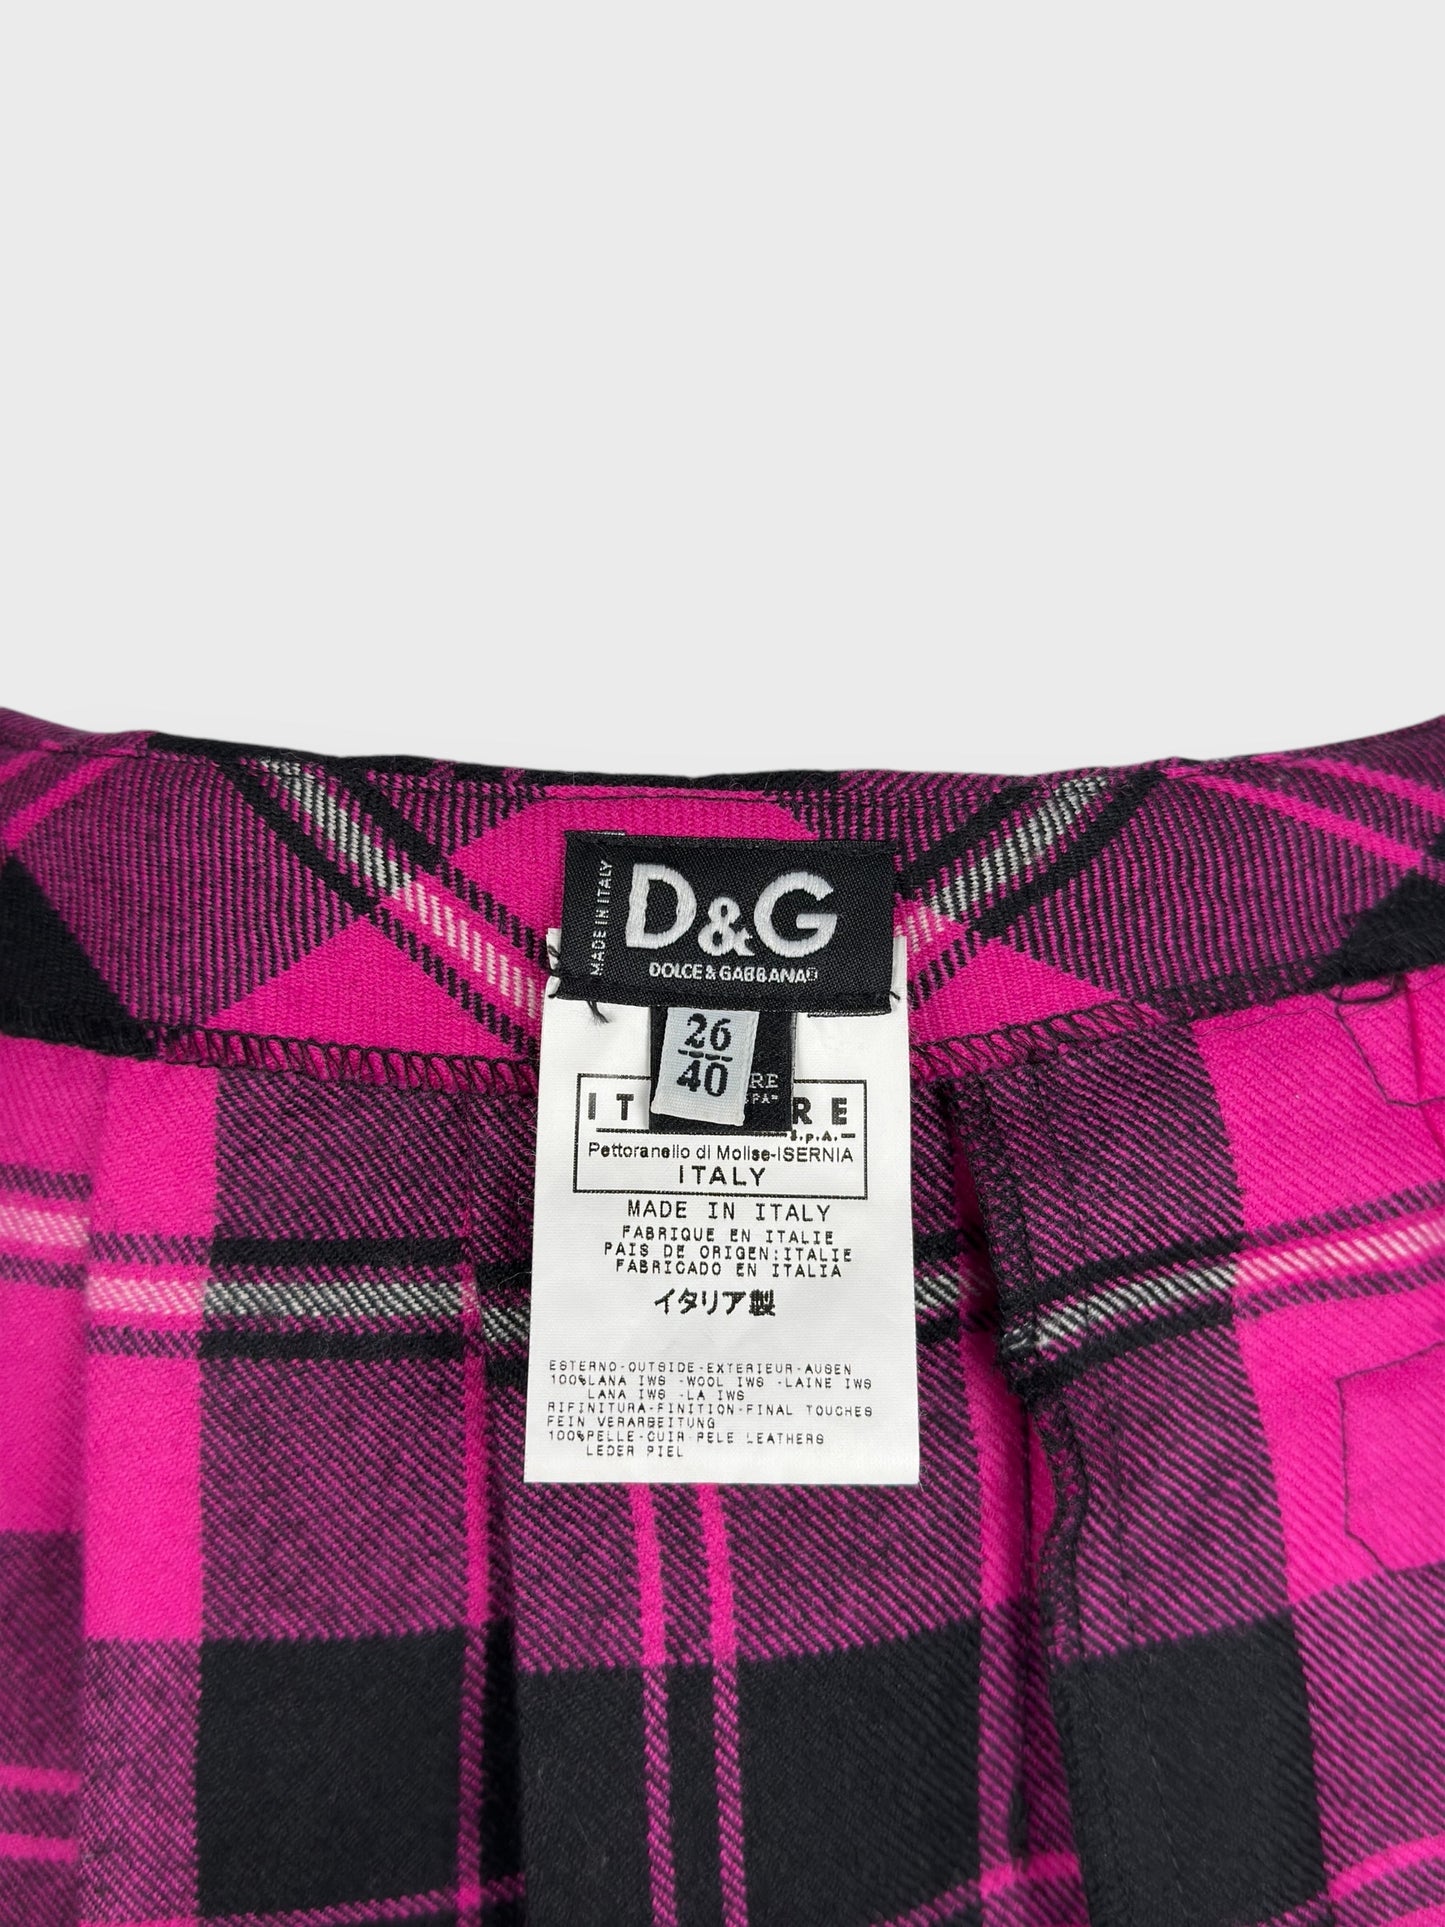 MADE IN ITALY
D&G
DOLCE & GABBANA
26
40
RE
SPA
IT RE
S.p.A.
Pettoranello di Molise-ISERNIA
ITALY
MADE IN ITALY
FABRIQUE EN ITALIE
PAIS DE ORIGEN:ITALIE
FABRICADO EN ITALIA
イタリア製
ESTERNO-OUTSIDE-EXTERIEUR-AUSEN
100%LANA IWS -WOOL IWS -LAINE IWS
LANA IWS -LA IWS
RIFINITURA-FINITION-FINAL TOUCHES
FEIN VERARBEITUNG
100%PELLE-CUIR-PELE LEATHERS
LEDER PIEL